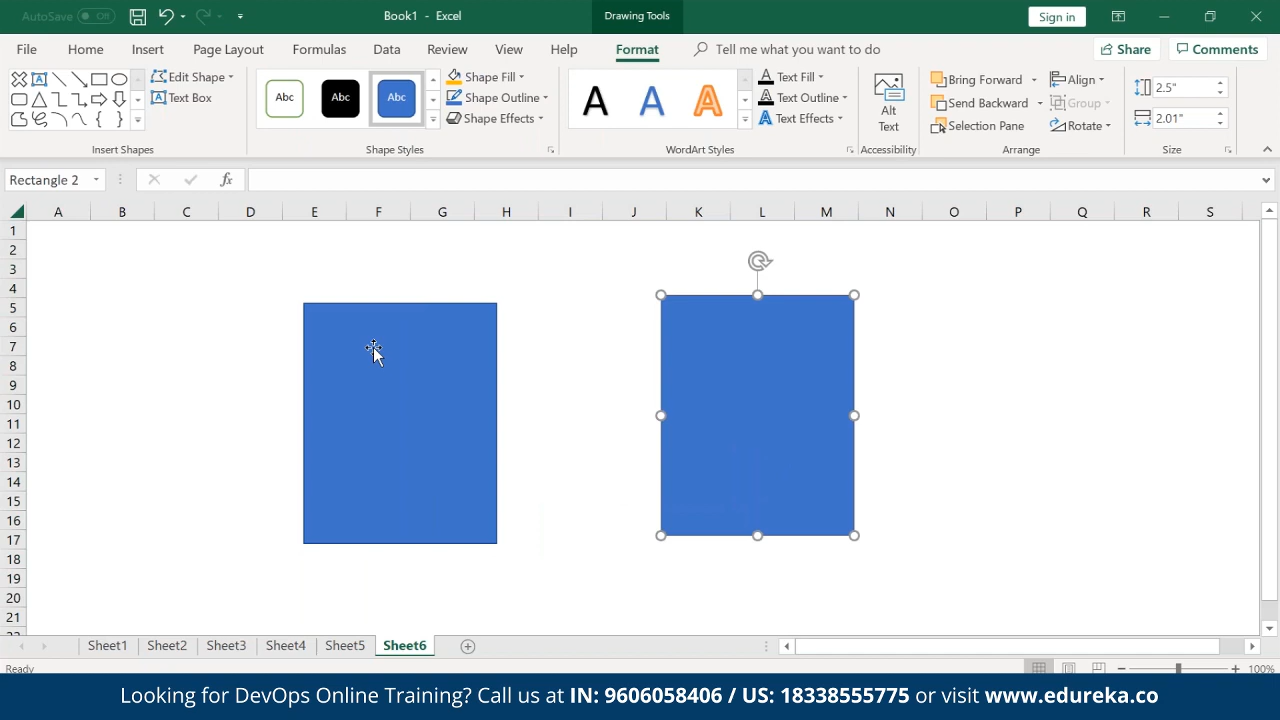 AutoSave Off
Book1 - Excel
Drawing Tools
Sign in
File Home Insert Page Layout Formulas Data Review View Help Format Tell me what you want to do Share Comments
Edit Shape
Text Box
Insert Shapes
Abc Abc Abc
Shape Fill
Shape Outline
Shape Effects
Shape Styles
A A A
Text Fill
Text Outline
Text Effects
WordArt Styles
Alt
Text
Accessibility
Bring Forward
Send Backward
Selection Pane
Align
Group
Rotate
Arrange
2.5"
2.01"
Size
Rectangle 2
fx
A B C D E F G H I J K L M N O P Q R S
1
2
3
4
5
6
7
8
9
10
11
12
13
14
15
16
17
18
19
20
21
Sheet1 Sheet2 Sheet3 Sheet4 Sheet5 Sheet6
Ready
100%
Looking for DevOps Online Training? Call us at IN: 9606058406 / US: 18338555775 or visit www.edureka.co